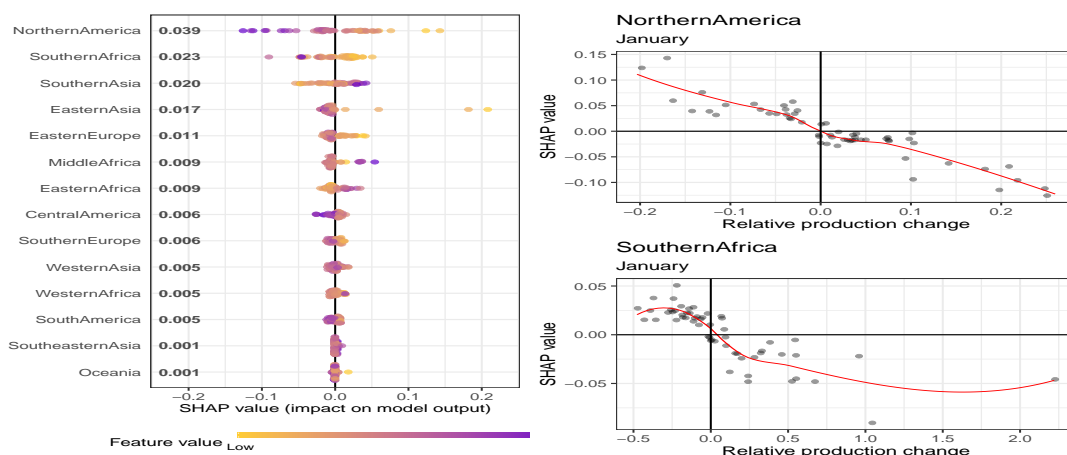 NorthernAmerica 0.039
SouthernAfrica 0.023
SouthernAsia 0.020
EasternAsia 0.017
EasternEurope 0.011
MiddleAfrica 0.009
EasternAfrica 0.009
CentralAmerica 0.006
SouthernEurope 0.006
WesternAsia 0.005
WesternAfrica 0.005
SouthAmerica 0.005
SoutheasternAsia 0.001
Oceania 0.001
−0.2 −0.1 0.0 0.1 0.2
SHAP value (impact on model output)
Feature value
Low
NorthernAmerica
January
SHAP value
0.15
0.10
0.05
0.00
−0.05
−0.10
−0.2 −0.1 0.0 0.1 0.2
Relative production change
SouthernAfrica
January
SHAP value
0.05
0.00
−0.05
−0.5 0.0 0.5 1.0 1.5 2.0
Relative production change